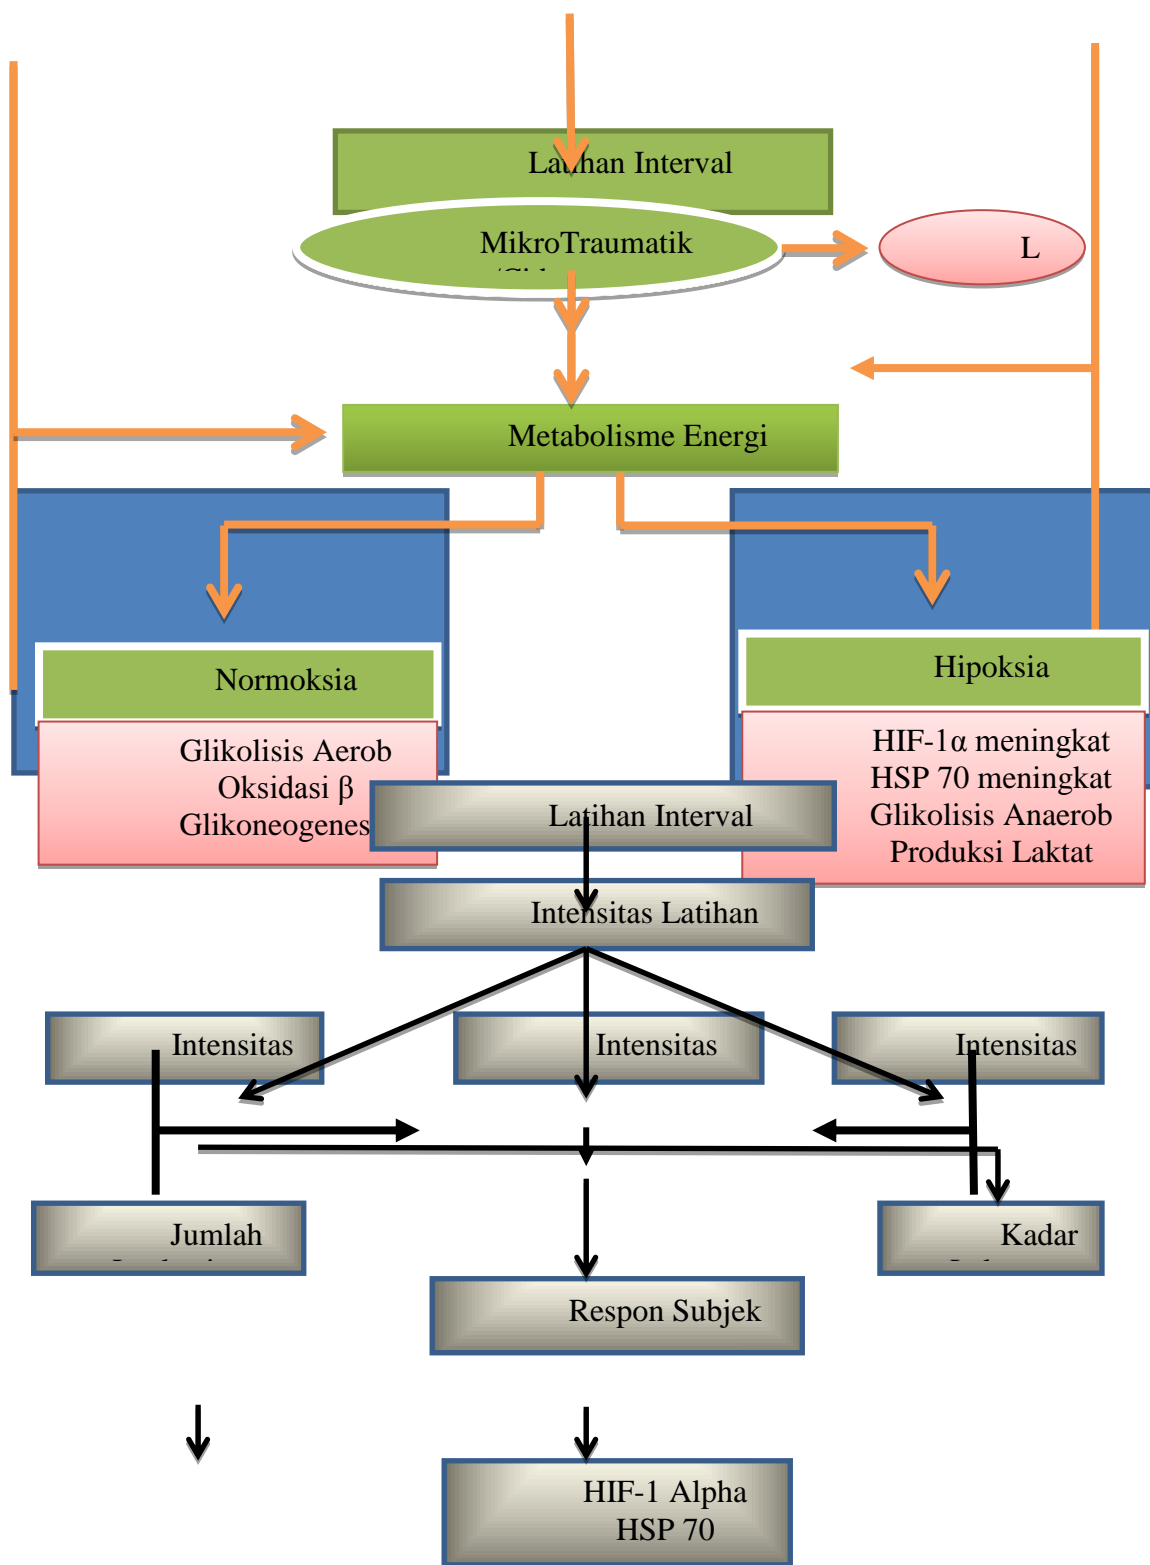 Latihan Interval
MikroTraumatik
L
Metabolisme Energi
Normoksia
Hipoksia
Glikolisis Aerob
Oksidasi β
Glikoneogenes
HIF-1α meningkat
HSP 70 meningkat
Glikolisis Anaerob
Produksi Laktat
Latihan Interval
Intensitas Latihan
Intensitas
Intensitas
Intensitas
Jumlah
Kadar
Respon Subjek
HIF-1 Alpha
HSP 70